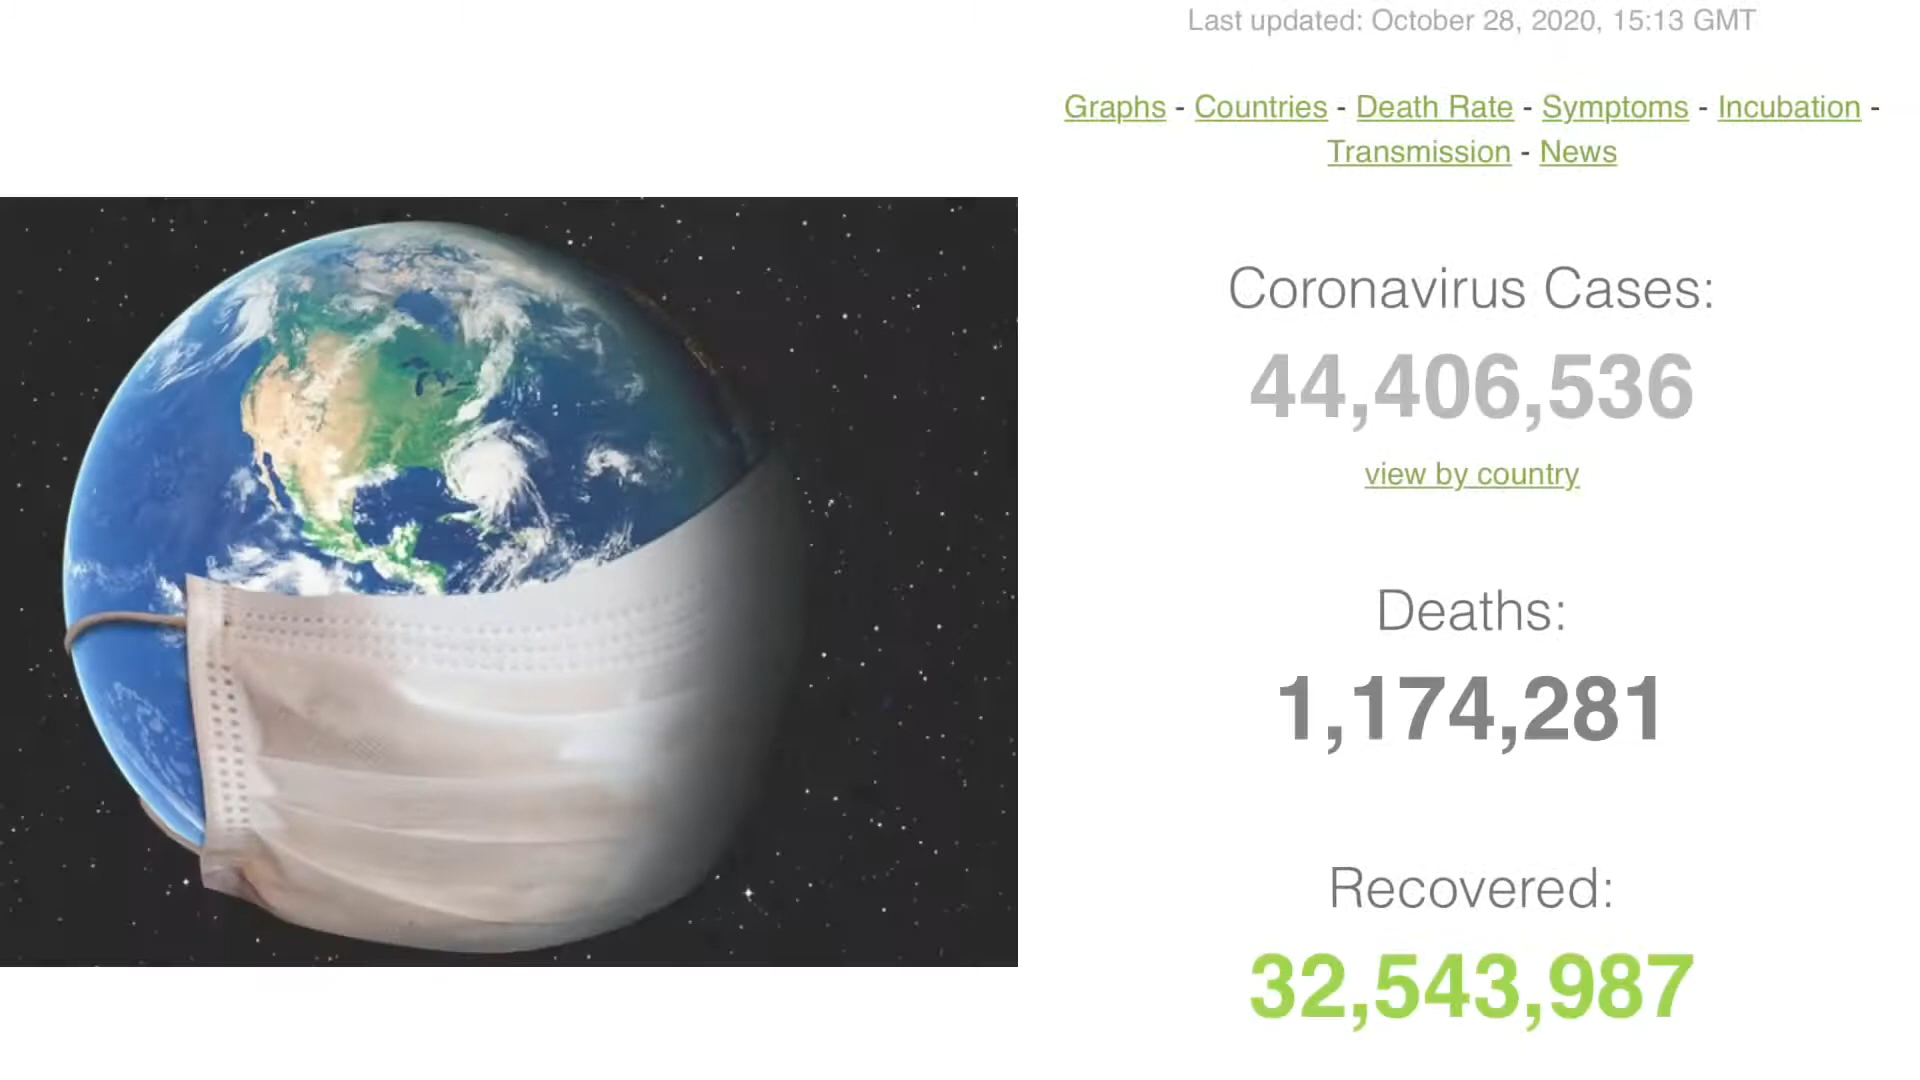 Last updated: October 28, 2020, 15:13 GMT
Graphs - Countries - Death Rate - Symptoms - Incubation -
Transmission - News
Coronavirus Cases:
44,406,536
view by country
Deaths:
1,174,281
Recovered:
32,543,987